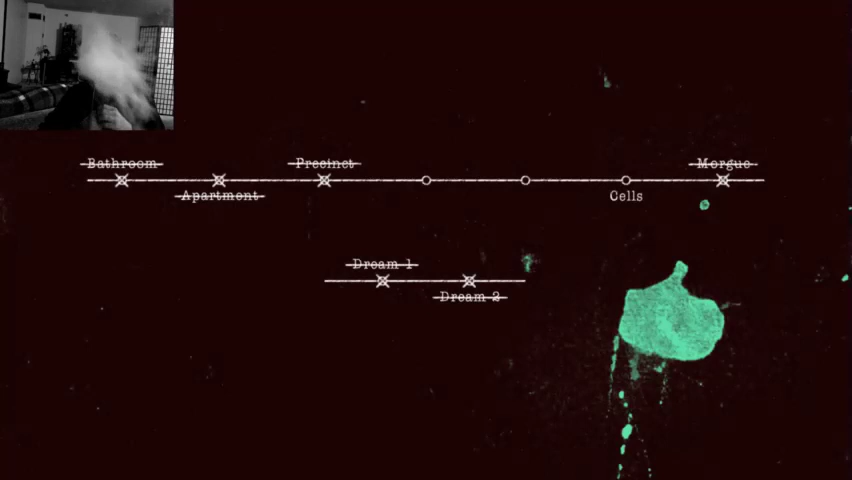 Bathroom
Apartment
Precinct
Cells
Morgue
Dream 1
Dream 2